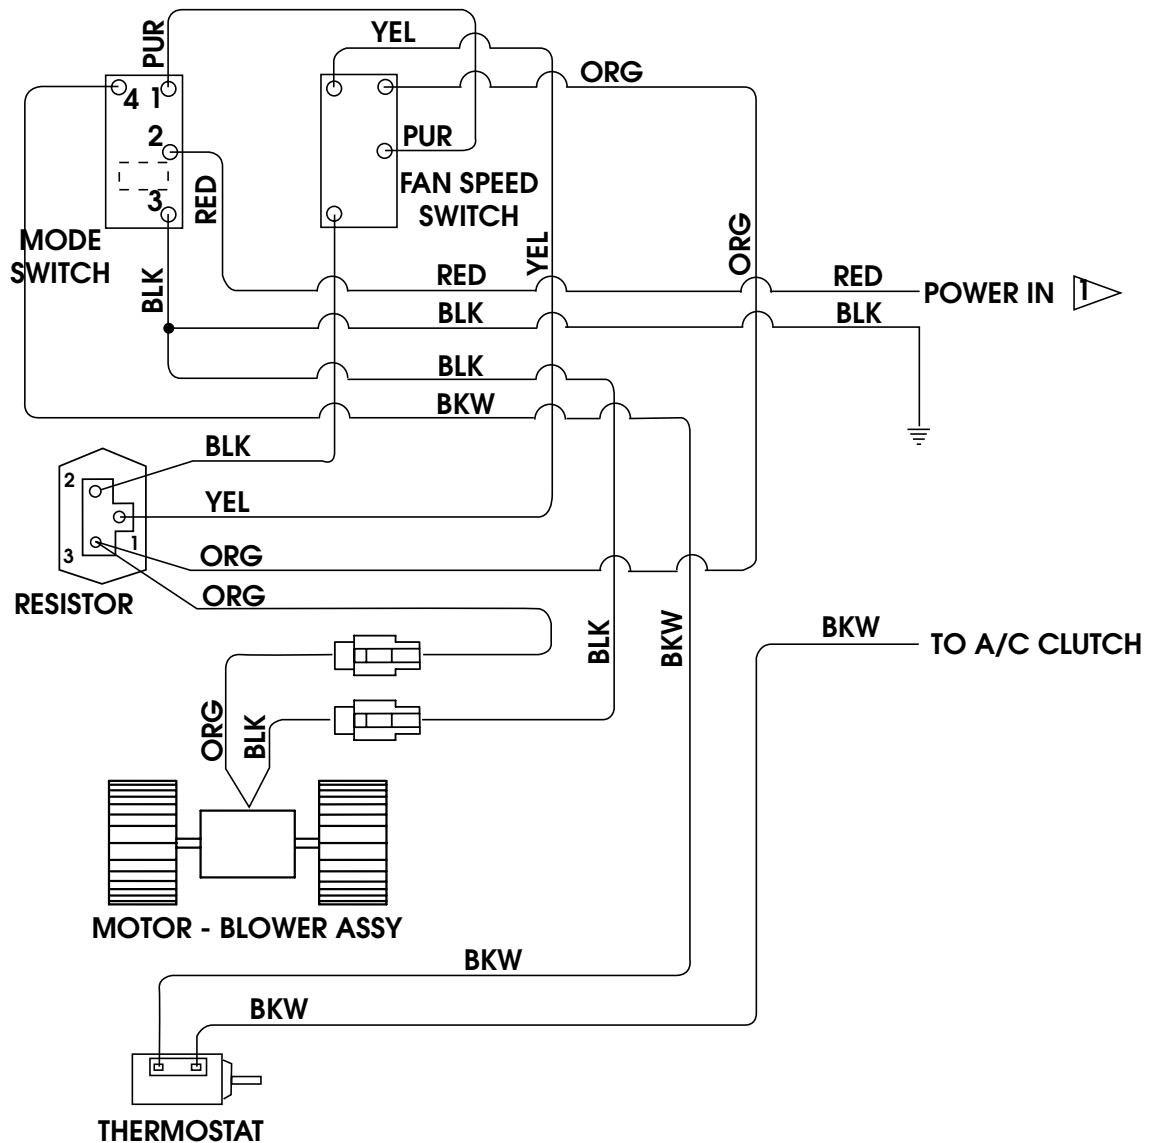 PUR
YEL
ORG
4 1
2
3
PUR
FAN SPEED
SWITCH
RED
MODE
SWITCH
BLK
YEL
ORG
RED
RED
POWER IN 1
BLK
BLK
BLK
BKW
BLK
2
YEL
1
ORG
3
ORG
RESISTOR
BLK
BKW
BKW
TO A/C CLUTCH
ORG
BLK
MOTOR - BLOWER ASSY
BKW
BKW
THERMOSTAT